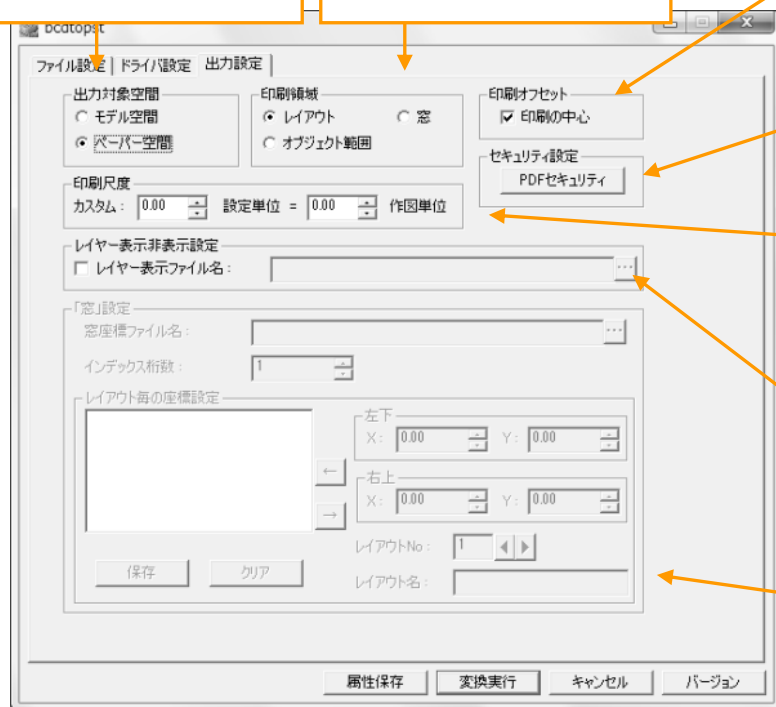 bcdtopst
ファイル設定 ドライバ設定 出力設定
出力対象空間 印刷領域 印刷オフセット
モデル空間 レイアウト 窓 印刷の中心
ペーパー空間 オブジェクト範囲
セキュリティ設定
PDFセキュリティ
印刷尺度
カスタム： 0.00 設定単位 = 0.00 作図単位
レイヤー表示非表示設定
レイヤー表示ファイル名： ...
「窓」設定
窓座標ファイル名： ...
インデックス桁数： 1
レイアウト毎の座標設定
左下
X： 0.00 Y： 0.00
←
右上
X： 0.00 Y： 0.00
→
レイアウトNo： 1
保存 クリア
レイアウト名：
属性保存 変換実行 キャンセル バージョン